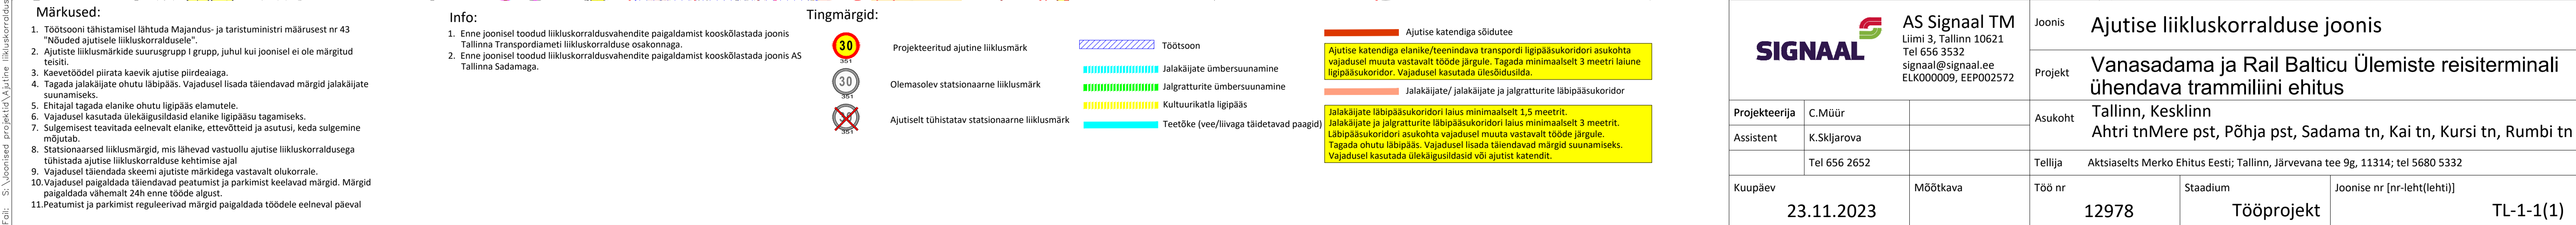 Fail: S:\Joonised projektid\Ajutine liikluskorraldus
Märkused:
1. Töötsooni tähistamisel lähtuda Majandus- ja taristuministri määrusest nr 43
"Nõuded ajutisele liikluskorraldusele".
2. Ajutiste liiklusmärkide suurusgrupp I grupp, juhul kui joonisel ei ole märgitud
teisiti.
3. Kaevetöödel piirata kaevik ajutise piirdeaiaga.
4. Tagada jalakäijate ohutu läbipääs. Vajadusel lisada täiendavad märgid jalakäijate
suunamiseks.
5. Ehitajal tagada elanike ohutu ligipääs elamutele.
6. Vajadusel kasutada ülekäigusildasid elanike ligipääsu tagamiseks.
7. Sulgemisest teavitada eelnevalt elanike, ettevõtteid ja asutusi, keda sulgemine
mõjutab.
8. Statsionaarsed liiklusmärgid, mis lähevad vastuollu ajutise liikluskorraldusega
tühistada ajutise liikluskorralduse kehtimise ajal
9. Vajadusel täiendada skeemi ajutiste märkidega vastavalt olukorrale.
10.Vajadusel paigaldada täiendavad peatumist ja parkimist keelavad märgid. Märgid
paigaldada vähemalt 24h enne tööde algust.
11.Peatumist ja parkimist reguleerivad märgid paigaldada töödele eelneval päeval
Info:
1. Enne joonisel toodud liikluskorraldusvahendite paigaldamist kooskõlastada joonis
Tallinna Transpordiameti liikluskorralduse osakonnaga.
2. Enne joonisel toodud liikluskorraldusvahendite paigaldamist kooskõlastada joonis AS
Tallinna Sadamaga.
Tingmärgid:
30
351
Projekteeritud ajutine liiklusmärk
30
351
Olemasolev statsionaarne liiklusmärk
30
351
Ajutiselt tühistatav statsionaarne liiklusmärk
Töötsoon
Jalakäijate ümbersuunamine
Jalgratturite ümbersuunamine
Kultuurikatla ligipääs
Teetõke (vee/liivaga täidetavad paagid)
Ajutise katendiga sõidutee
Ajutise katendiga elanike/teenindava transpordi ligipääsukoridori asukohta
vajadusel muuta vastavalt tööde järgule. Tagada minimaalselt 3 meetri laiune
ligipääsukoridor. Vajadusel kasutada ülesõidusilda.
Jalakäijate/ jalakäijate ja jalgratturite läbipääsukoridor
Jalakäijate läbipääsukoridori laius minimaalselt 1,5 meetrit.
Jalakäijate ja jalgratturite läbipääsukoridori laius minimaalselt 3 meetrit.
Läbipääsukoridori asukohta vajadusel muuta vastavalt tööde järgule.
Tagada ohutu läbipääs. Vajadusel lisada täiendavad märgid suunamiseks.
Vajadusel kasutada ülekäigusildasid või ajutist katendit.
SIGNAAL
AS Signaal TM
Liimi 3, Tallinn 10621
Tel 656 3532
signaal@signaal.ee
ELK000009, EEP002572
Joonis
Ajutise liikluskorralduse joonis
Projekt
Vanasadama ja Rail Balticu Ülemiste reisiterminali
ühendava trammiliini ehitus
Projekteerija
C.Müür
Assistent
K.Skljarova
Tel 656 2652
Asukoht
Tallinn, Kesklinn
Ahtri tnMere pst, Põhja pst, Sadama tn, Kai tn, Kursi tn, Rumbi tn
Tellija
Aktsiaselts Merko Ehitus Eesti; Tallinn, Järvevana tee 9g, 11314; tel 5680 5332
Kuupäev
23.11.2023
Mõõtkava
Töö nr
12978
Staadium
Tööprojekt
Joonise nr [nr-leht(lehti)]
TL-1-1(1)